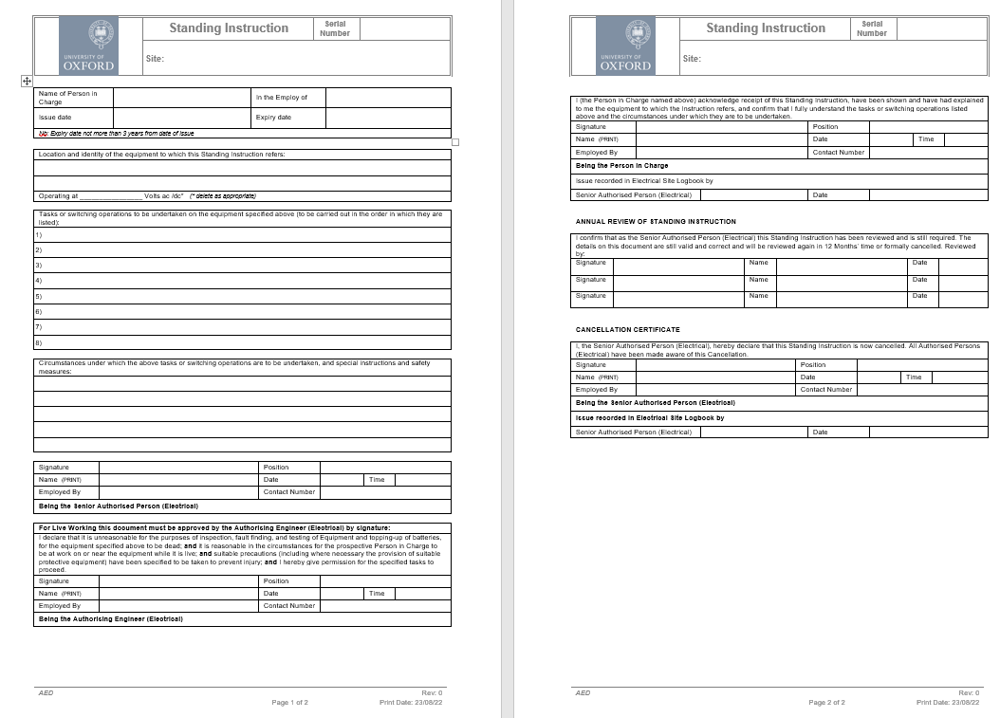 UNIVERSITY OF
OXFORD
Standing Instruction
Serial
Number
Site:
Name of Person in
Charge
In the Employ of
Issue date
Expiry date
Nb: Expiry date not more than 3 years from date of issue
Location and identity of the equipment to which this Standing Instruction refers:
Operating at _________________ Volts ac /dc* (* delete as appropriate)
Tasks or switching operations to be undertaken on the equipment specified above (to be carried out in the order in which they are
listed):
1)
2)
3)
4)
5)
6)
7)
8)
Circumstances under which the above tasks or switching operations are to be undertaken, and special instructions and safety
measures:
Signature Position
Name (PRINT) Date Time
Employed By Contact Number
Being the Senior Authorised Person (Electrical)
For Live Working this document must be approved by the Authorising Engineer (Electrical) by signature:
I declare that it is unreasonable for the purposes of inspection, fault finding, and testing of Equipment and topping-up of batteries,
for the equipment specified above to be dead; and it is reasonable in the circumstances for the prospective Person in Charge to
be at work on or near the equipment while it is live; and suitable precautions (including where necessary the provision of suitable
protective equipment) have been specified to be taken to prevent injury; and I hereby give permission for the specified tasks to
proceed.
Signature Position
Name (PRINT) Date Time
Employed By Contact Number
Being the Authorising Engineer (Electrical)
AED Rev: 0
Page 1 of 2 Print Date: 23/08/22
UNIVERSITY OF
OXFORD
Standing Instruction
Serial
Number
Site:
I (the Person in Charge named above) acknowledge receipt of this Standing Instruction, have been shown and have had explained
to me the equipment to which the Instruction refers, and confirm that I fully understand the tasks or switching operations listed
above and the circumstances under which they are to be undertaken.
Signature Position
Name (PRINT) Date Time
Employed By Contact Number
Being the Person in Charge
Issue recorded in Electrical Site Logbook by
Senior Authorised Person (Electrical) Date
ANNUAL REVIEW OF STANDING INSTRUCTION
I confirm that as the Senior Authorised Person (Electrical) this Standing Instruction has been reviewed and is still required. The
details on this document are still valid and correct and will be reviewed again in 12 Months' time or formally cancelled. Reviewed
by:
Signature Name Date
Signature Name Date
Signature Name Date
CANCELLATION CERTIFICATE
I, the Senior Authorised Person (Electrical), hereby declare that this Standing Instruction is now cancelled. All Authorised Persons
(Electrical) have been made aware of this Cancellation.
Signature Position
Name (PRINT) Date Time
Employed By Contact Number
Being the Senior Authorised Person (Electrical)
Issue recorded in Electrical Site Logbook by
Senior Authorised Person (Electrical) Date
AED Rev: 0
Page 2 of 2 Print Date: 23/08/22